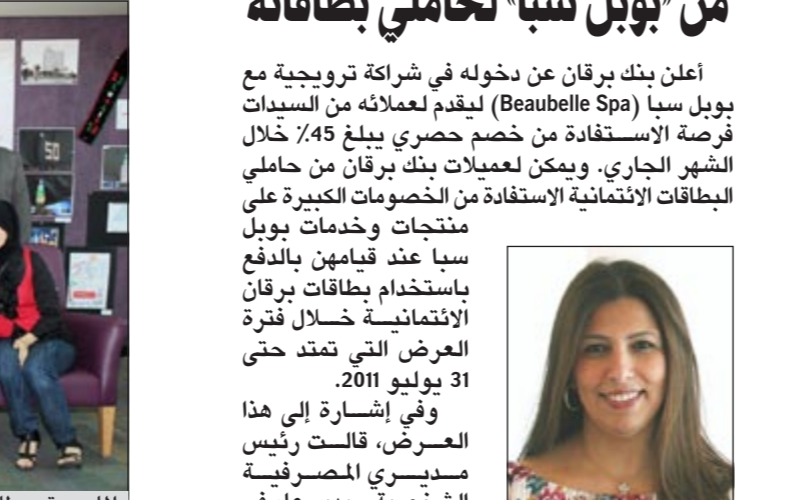 من "بوبل سبا" لحاملي بطاقاته
أعلن بنك برقان عن دخوله في شراكة ترويجية مع
بوبل سبا (Beaubelle Spa) ليقدم لعملائه من السيدات
فرصة الاستفادة من خصم حصري يبلغ 45٪ خلال
الشهر الجاري. ويمكن لعميلات بنك برقان من حاملي
البطاقات الائتمانية الاستفادة من الخصومات الكبيرة على
منتجات وخدمات بوبل
سبا عند قيامهن بالدفع
باستخدام بطاقات برقان
الائتمانية خلال فترة
العرض التي تمتد حتى
31 يوليو 2011.
وفي إشارة إلى هذا
العرض، قالت رئيس
مديري المصرفية
50